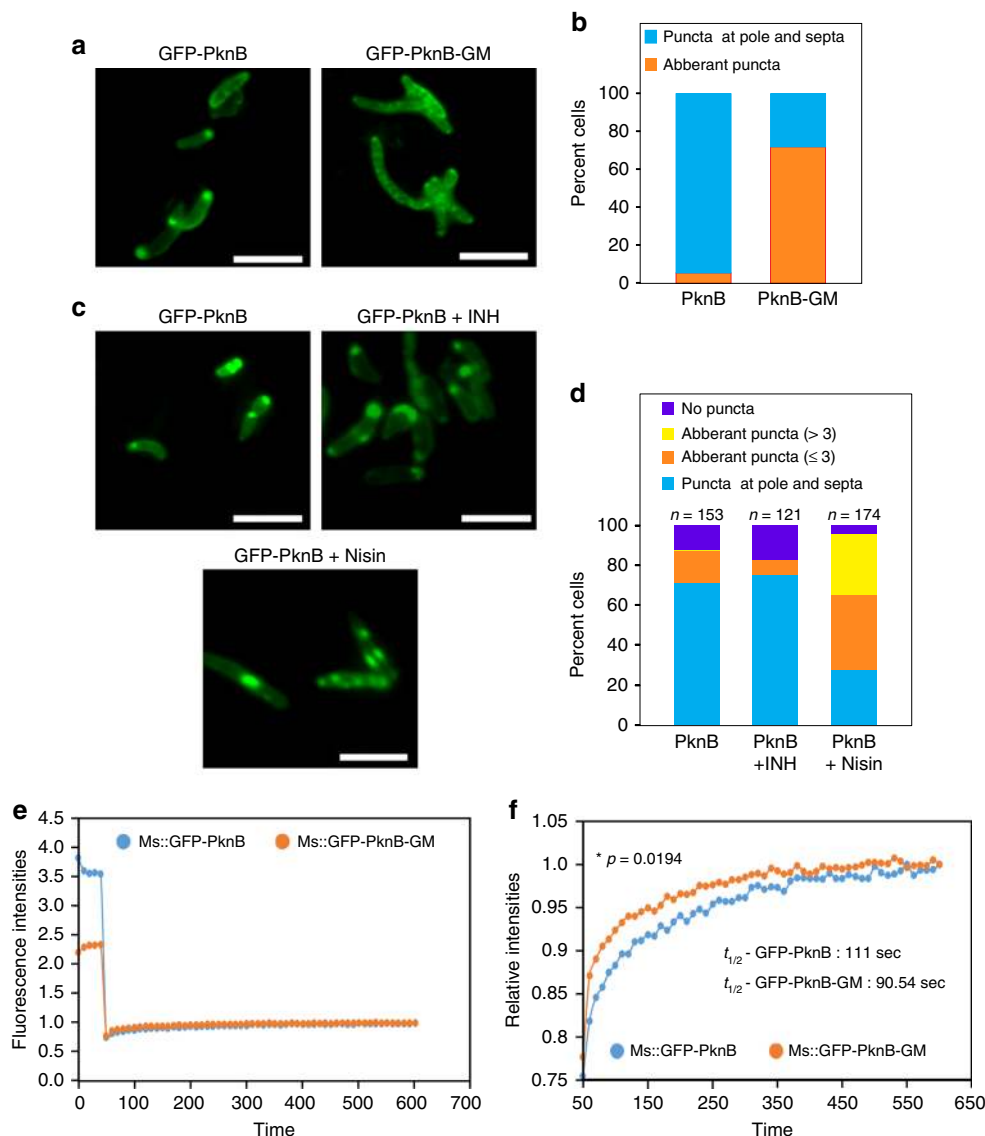 a
GFP-PknB
GFP-PknB-GM
b
Puncta at pole and septa
Abberant puncta
Percent cells
100
80
60
40
20
0
PknB
PknB-GM
c
GFP-PknB
GFP-PknB + INH
GFP-PknB + Nisin
d
No puncta
Abberant puncta (> 3)
Abberant puncta (≤ 3)
Puncta at pole and septa
n = 153
n = 121
n = 174
Percent cells
100
80
60
40
20
0
PknB
PknB
+INH
PknB
+ Nisin
e
Fluorescence intensities
4.5
4.0
3.5
3.0
2.5
2.0
1.5
1.0
0.5
0.0
Ms::GFP-PknB
Ms::GFP-PknB-GM
0
100
200
300
400
500
600
700
Time
f
Relative intensities
1.05
1.0
0.95
0.90
0.85
0.80
0.75
* p = 0.0194
t1/2 - GFP-PknB : 111 sec
t1/2 - GFP-PknB-GM : 90.54 sec
Ms::GFP-PknB
Ms::GFP-PknB-GM
50
150
250
350
450
550
650
Time